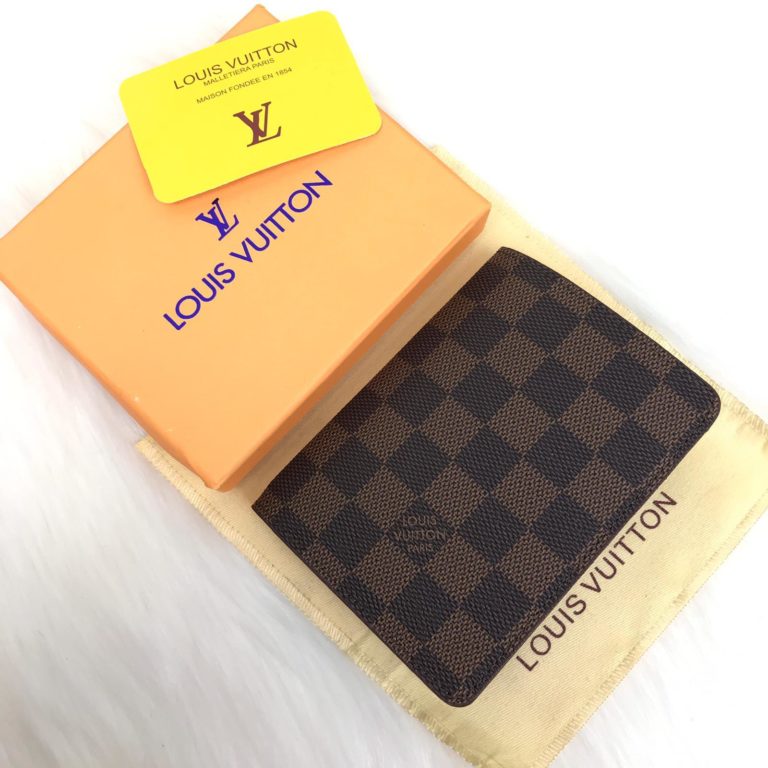 LOUIS VUITTON
MALLETIERA PARIS
MAISON FONDEE EN 1854
LV
LV
LOUIS VUITTON
LOUIS
VUITTON
PARIS
LOUIS VUITTON